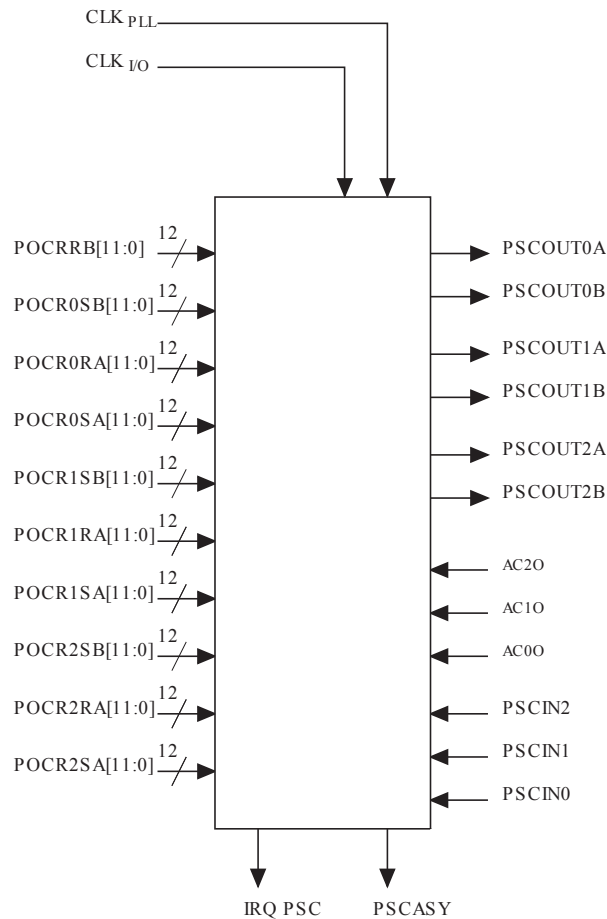 CLK PLL
CLK I/O
12
POCRRB[11:0]
12
POCR0SB[11:0]
12
POCR0RA[11:0]
12
POCR0SA[11:0]
12
POCR1SB[11:0]
12
POCR1RA[11:0]
12
POCR1SA[11:0]
12
POCR2SB[11:0]
12
POCR2RA[11:0]
12
POCR2SA[11:0]
PSCOUT0A
PSCOUT0B
PSCOUT1A
PSCOUT1B
PSCOUT2A
PSCOUT2B
AC2O
AC1O
AC0O
PSCIN2
PSCIN1
PSCIN0
IRQ PSC
PSCASY